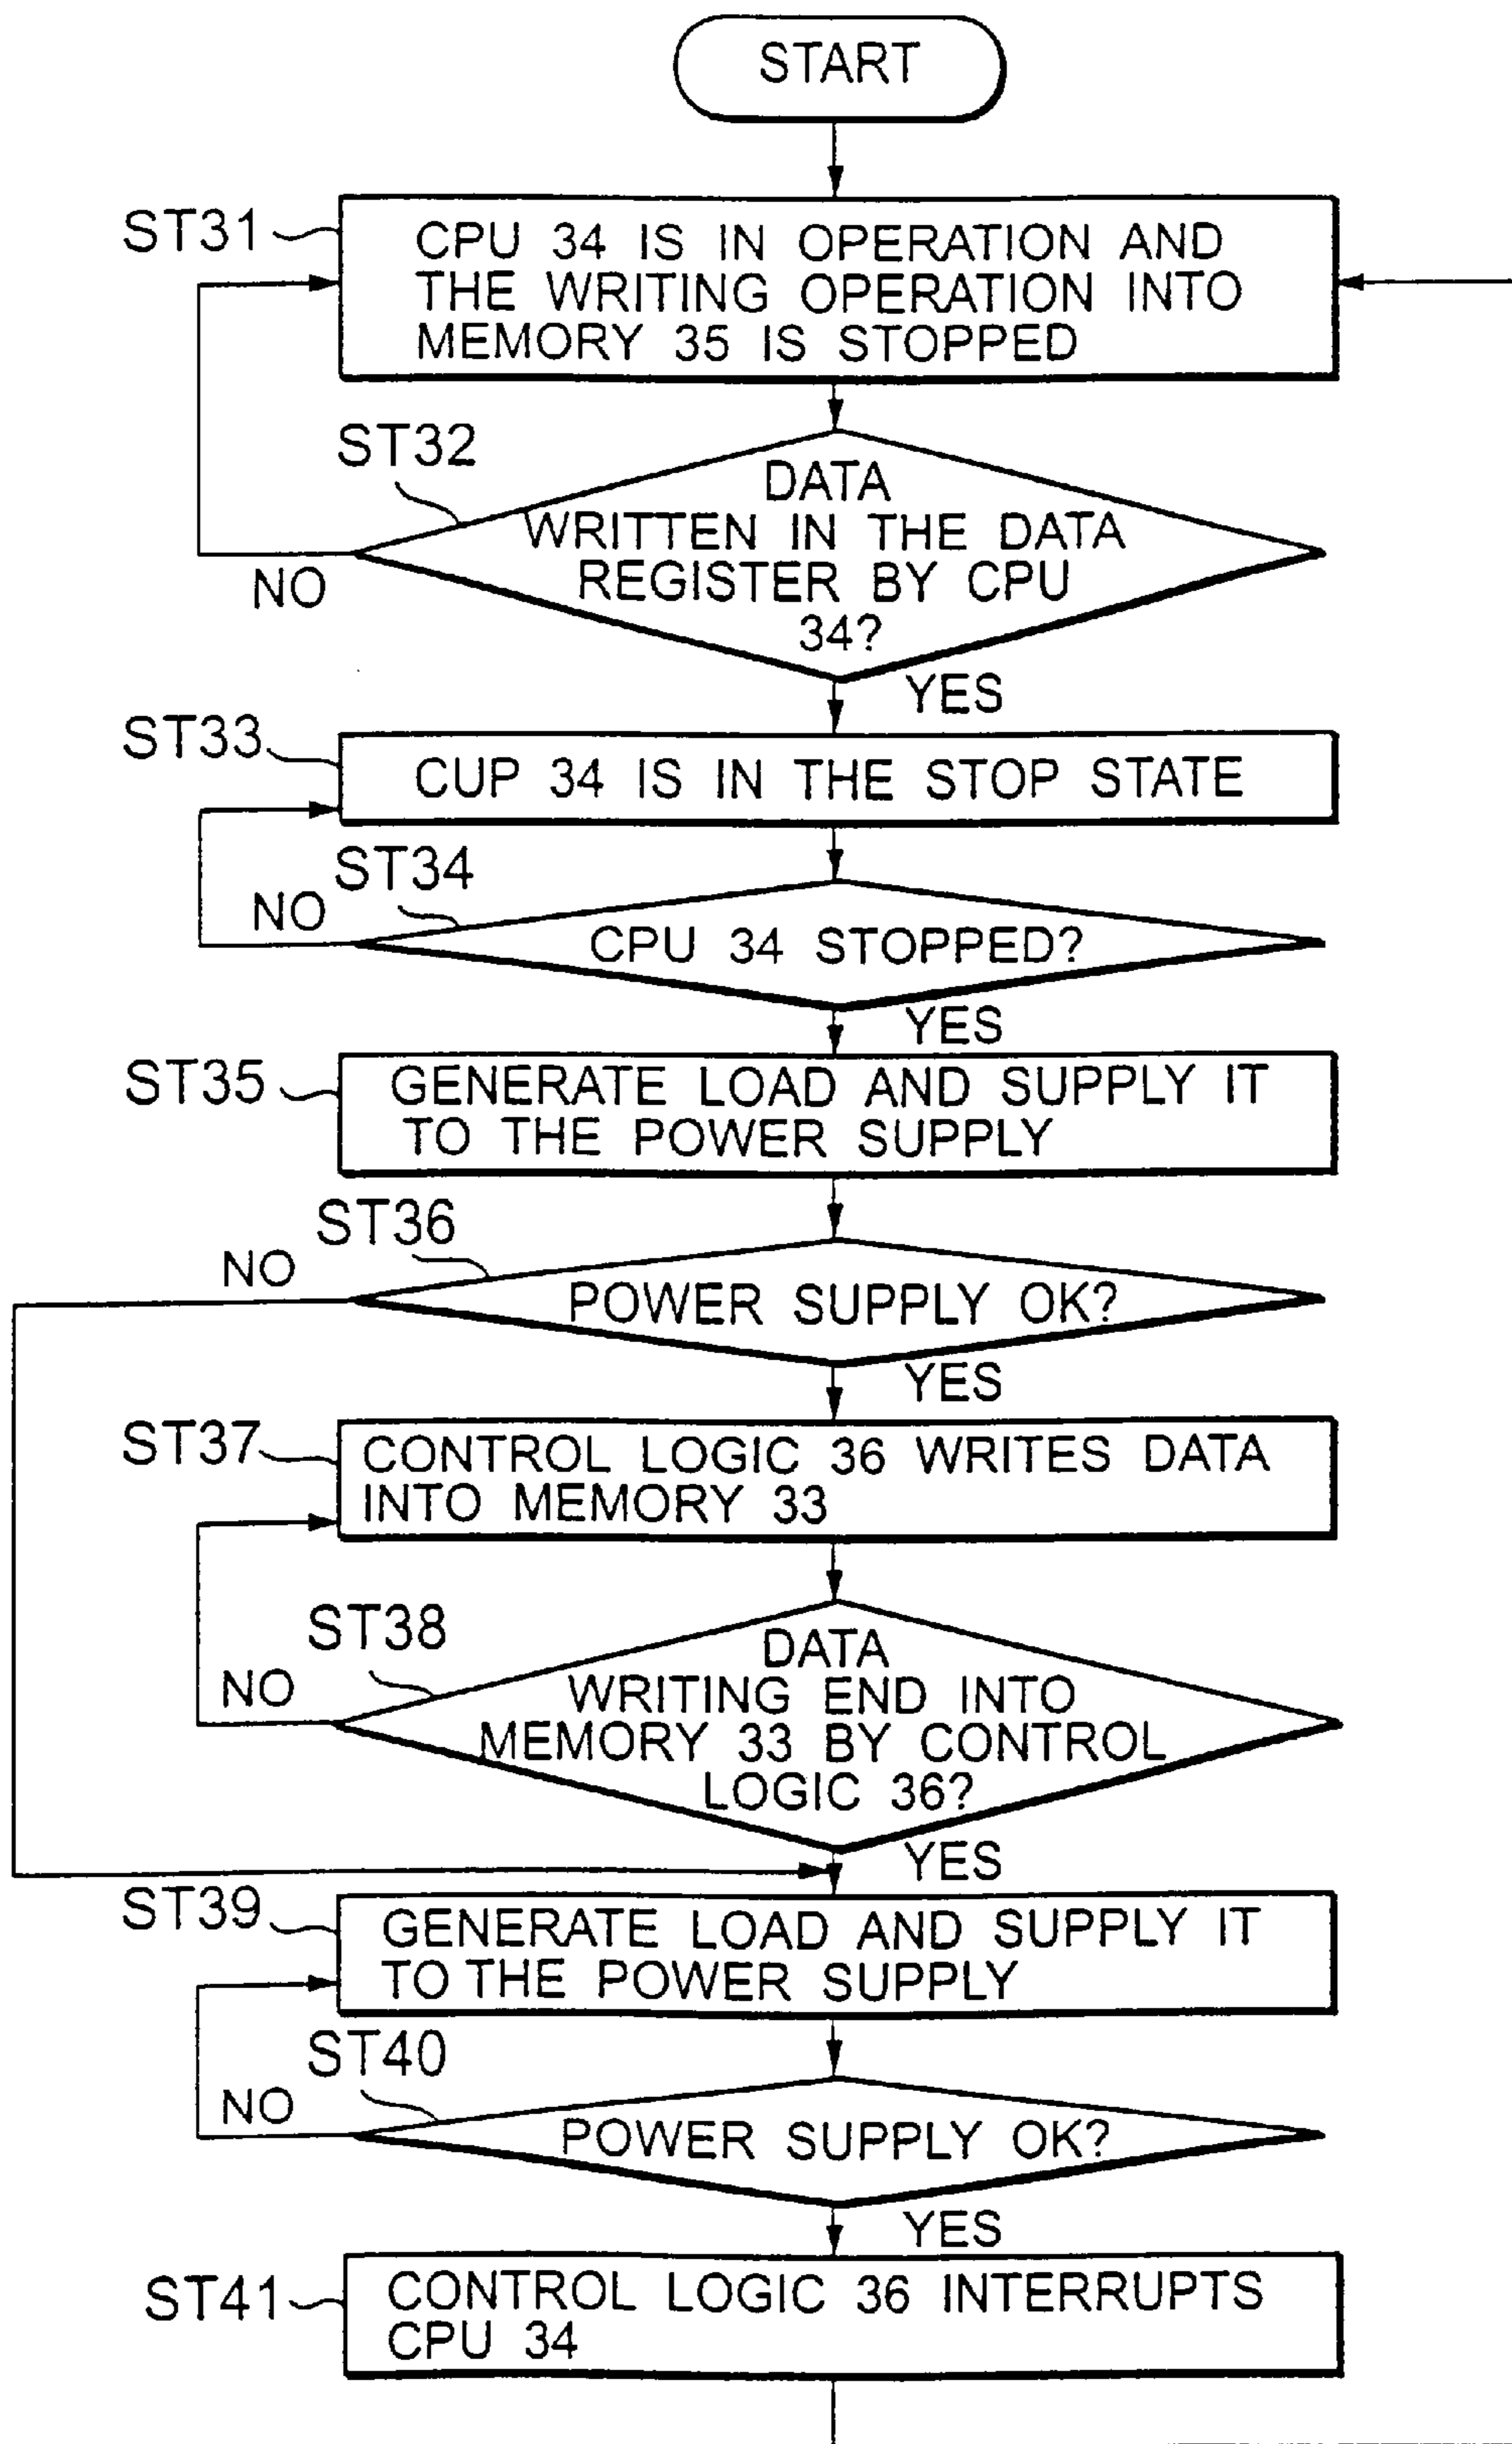 START
ST31
CPU 34 IS IN OPERATION AND
THE WRITING OPERATION INTO
MEMORY 35 IS STOPPED
ST32
DATA
WRITTEN IN THE DATA
REGISTER BY CPU
34?
NO
YES
ST33
CUP 34 IS IN THE STOP STATE
ST34
NO
CPU 34 STOPPED?
YES
ST35
GENERATE LOAD AND SUPPLY IT
TO THE POWER SUPPLY
ST36
NO
POWER SUPPLY OK?
YES
ST37
CONTROL LOGIC 36 WRITES DATA
INTO MEMORY 33
ST38
DATA
WRITING END INTO
MEMORY 33 BY CONTROL
LOGIC 36?
NO
YES
ST39
GENERATE LOAD AND SUPPLY IT
TO THE POWER SUPPLY
ST40
NO
POWER SUPPLY OK?
YES
ST41
CONTROL LOGIC 36 INTERRUPTS
CPU 34